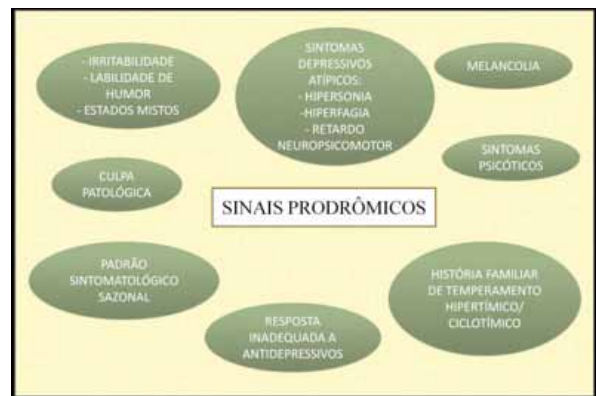 - IRRITABILIDADE
- LABILIDADE DE
HUMOR
- ESTADOS MISTOS
SINTOMAS
DEPRESSIVOS
ATÍPICOS:
- HIPERSONIA
-HIPERFAGIA
- RETARDO
NEUROPSICOMOTOR
MELANCOLIA
SINTOMAS
PSICÓTICOS
CULPA
PATOLÓGICA
SINAIS PRODRÔMICOS
PADRÃO
SINTOMATOLÓGICO
SAZONAL
RESPOSTA
INADEQUADA A
ANTIDEPRESSIVOS
HISTÓRIA FAMILIAR
DE TEMPERAMENTO
HIPERTÍMICO/
CICLOTÍMICO